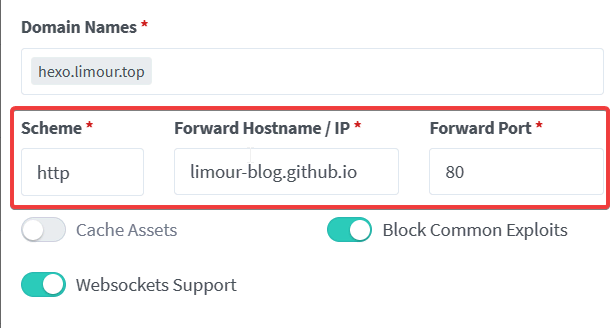 Domain Names *
hexo.limour.top
Scheme * Forward Hostname / IP * Forward Port *
http limour-blog.github.io 80
Cache Assets Block Common Exploits
Websockets Support